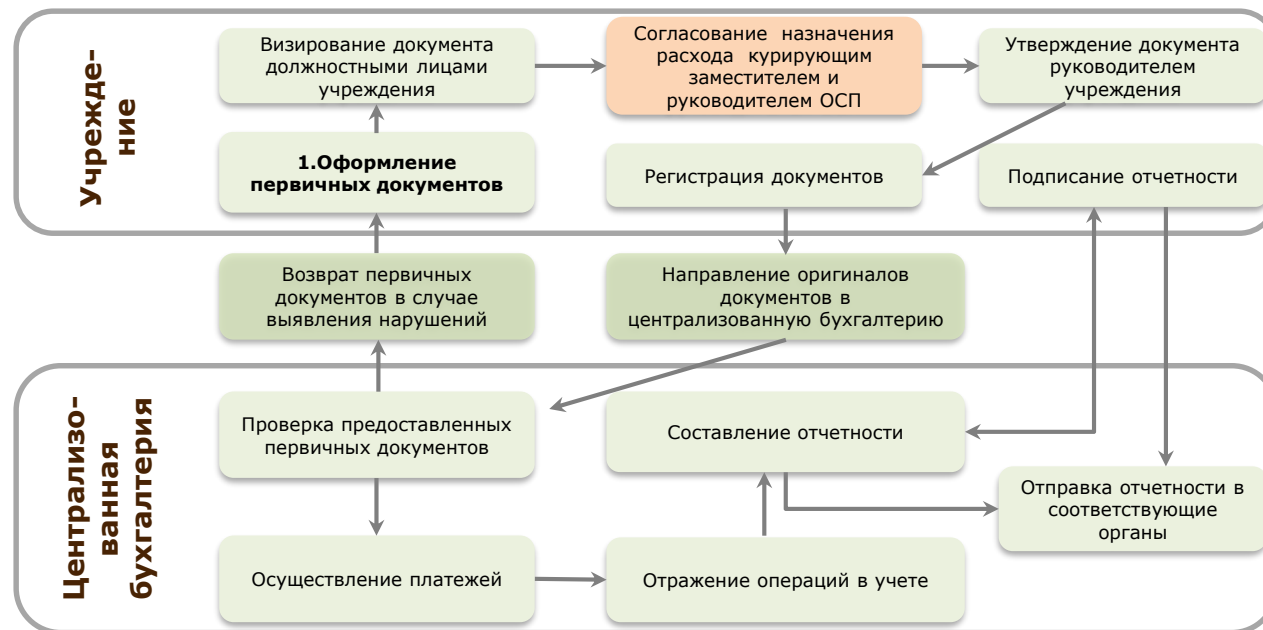 Учрежде-
ние
Визирование документа
должностными лицами
учреждения
Согласование назначения
расхода курирующим
заместителем и
руководителем ОСП
Утверждение документа
руководителем
учреждения
1.Оформление
первичных документов
Регистрация документов
Подписание отчетности
Возврат первичных
документов в случае
выявления нарушений
Направление оригиналов
документов в
централизованную бухгалтерию
Централизо-
ванная
бухгалтерия
Проверка предоставленных
первичных документов
Составление отчетности
Отправка отчетности в
соответствующие
органы
Осуществление платежей
Отражение операций в учете